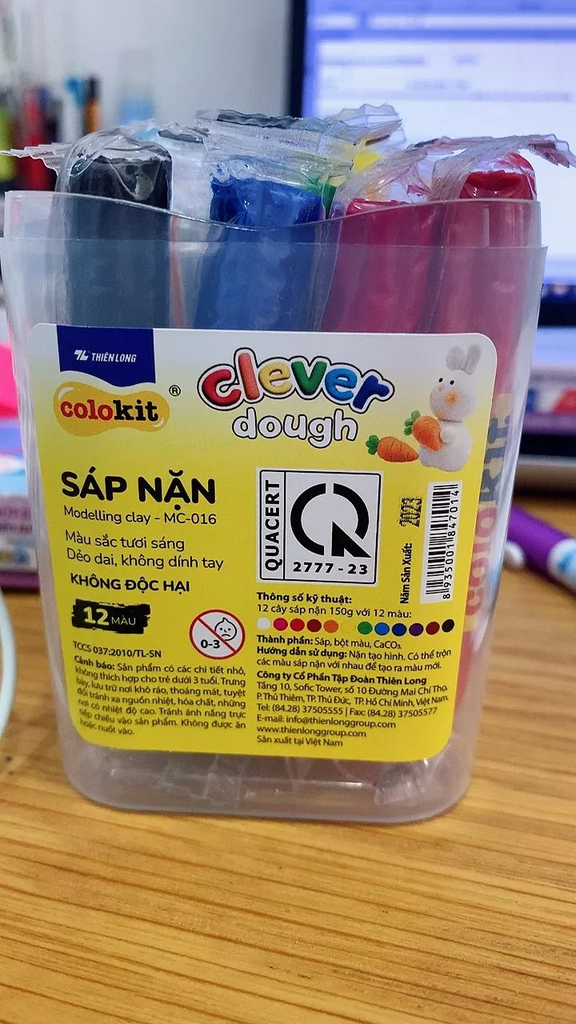 THIÊN LONG
colokit®
clever
dough
SÁP NẶN
Modelling clay - MC-016
Màu sắc tươi sáng
Dẻo dai, không dính tay
KHÔNG ĐỘC HẠI
12 MÀU
0-3
TCCS 037:2010/TL-SN
Cảnh báo: Sản phẩm có các chi tiết nhỏ,
không thích hợp cho trẻ dưới 3 tuổi. Trưng
bày, lưu trữ nơi khô ráo, thoáng mát, tuyệt
đối tránh xa nguồn nhiệt, hóa chất, những
nơi có nhiệt độ cao. Tránh ánh nắng trực
tiếp chiếu vào sản phẩm. Không được ăn
hoặc nuốt vào.
QUACERT
2777 - 23
Năm Sản Xuất: 2023
8935001847014
Thông số kỹ thuật:
12 cây sáp nặn 150g với 12 màu:
Thành phần: Sáp, bột màu, CaCO₃
Hướng dẫn sử dụng: Nặn tạo hình. Có thể trộn
các màu sáp nặn với nhau để tạo ra màu mới.
Công ty Cổ Phần Tập Đoàn Thiên Long
Tầng 10, Sofic Tower, số 10 Đường Mai Chí Thọ,
P. Thủ Thiêm, TP. Thủ Đức, TP. Hồ Chí Minh, Việt Nam.
Tel: (84.28) 37505555 | Fax: (84.28) 37505577
E-mail: info@thienlonggroup.com
www.thienlonggroup.com
Sản xuất tại Việt Nam